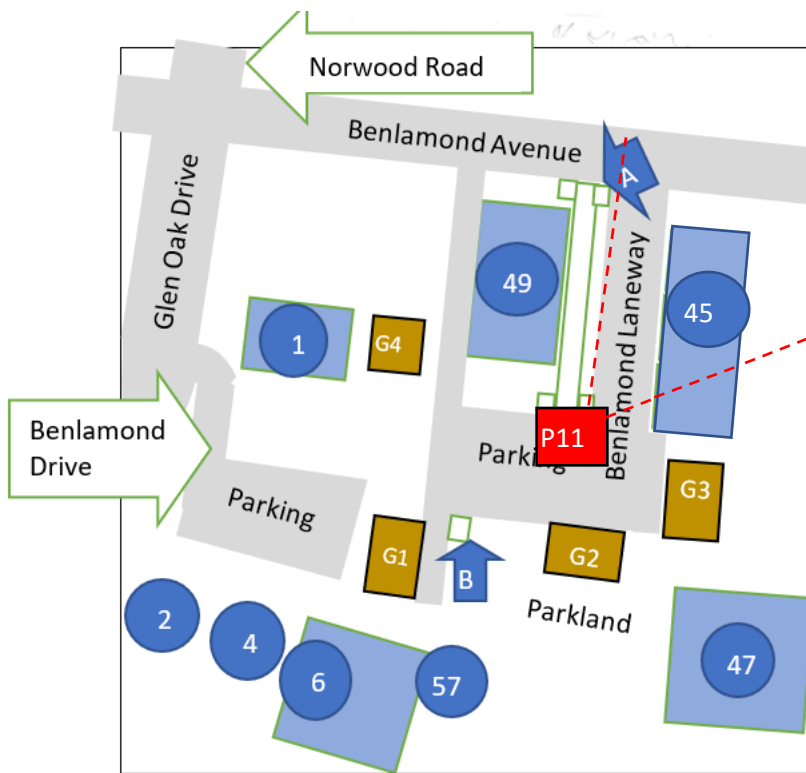 Norwood Road
Benlamond Avenue
A
Glen Oak Drive
49
Benlamond Laneway
45
1
G4
Benlamond
Drive
P11
Parking
G3
Parking
G1
B
G2
Parkland
2
4
6
57
47